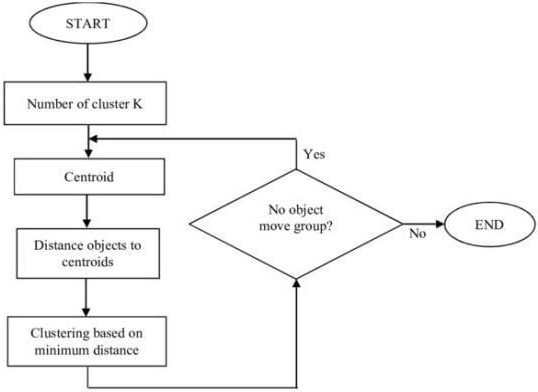 START
Number of cluster K
Centroid
Distance objects to
centroids
Clustering based on
minimum distance
Yes
No object
move group?
No
END